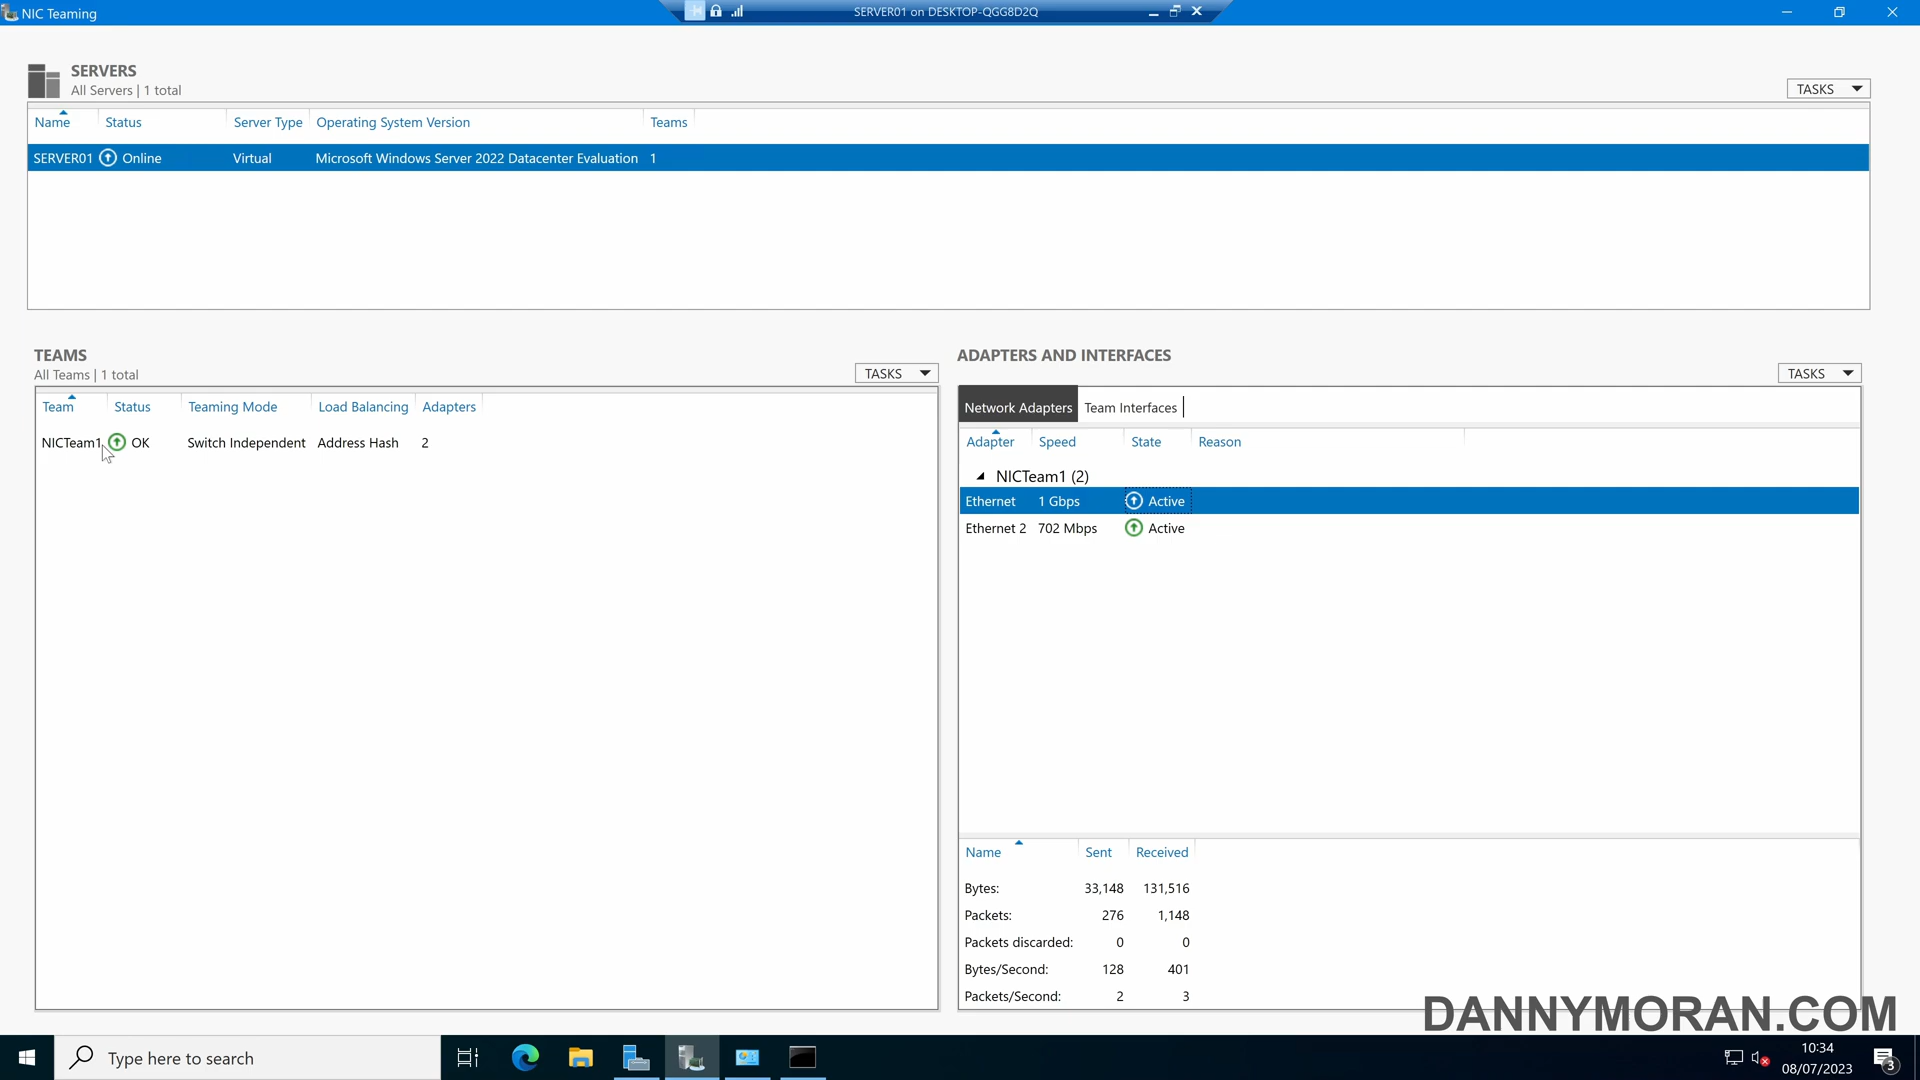 NIC Teaming
SERVER01 on DESKTOP-QGG8D2Q
SERVERS
All Servers | 1 total
TASKS
Name Status Server Type Operating System Version Teams
SERVER01 Online Virtual Microsoft Windows Server 2022 Datacenter Evaluation 1
TEAMS
All Teams | 1 total
TASKS
Team Status Teaming Mode Load Balancing Adapters
NICTeam1 OK Switch Independent Address Hash 2
ADAPTERS AND INTERFACES
TASKS
Network Adapters Team Interfaces
Adapter Speed State Reason
NICTeam1 (2)
Ethernet 1 Gbps Active
Ethernet 2 702 Mbps Active
Name Sent Received
Bytes: 33,148 131,516
Packets: 276 1,148
Packets discarded: 0 0
Bytes/Second: 128 401
Packets/Second: 2 3
DANNYMORAN.COM
Type here to search
10:34
08/07/2023
3